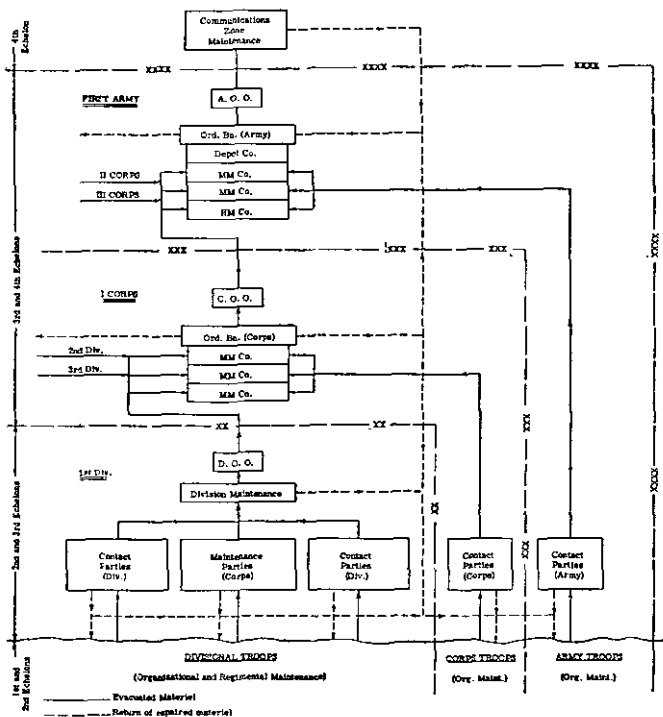 4th
Echelon
Communications
Zone
Maintenance
XXXX
XXXX
XXXX
FIRST ARMY
A. O. O.
Ord. Bn. (Army)
Depot Co.
II CORPS
MM Co.
III CORPS
MM Co.
HM Co.
XXXX
3rd and 4th Echelons
XXX
XXX
XXX
I CORPS
C. O. O.
Ord. Bn. (Corps)
2nd Div.
MM Co.
3rd Div.
MM Co.
MM Co.
XXX
XX
XX
1st Div.
D. O. O.
Division Maintenance
XX
XXX
XXXX
2nd and 3rd Echelons
Contact
Parties
(Div.)
Maintenance
Parties
(Corps)
Contact
Parties
(Div.)
Contact
Parties
(Corps)
Contact
Parties
(Army)
1st and
2nd Echelons
DIVISIONAL TROOPS
CORPS TROOPS
ARMY TROOPS
(Organizational and Regimental Maintenance)
(Org. Maint.)
(Org. Maint.)
Evacuated Materiel
Return of repaired materiel